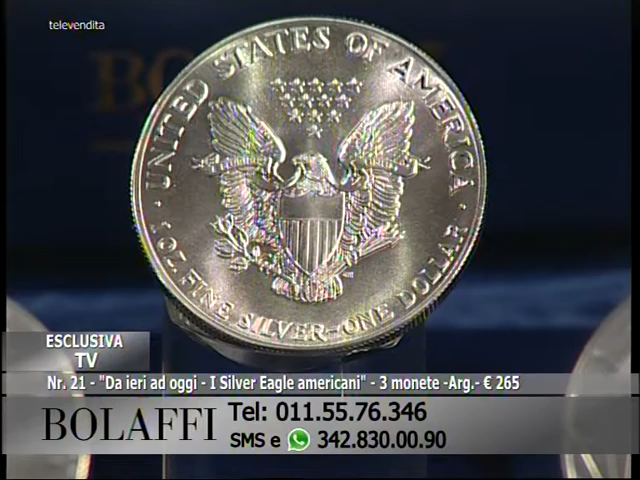 televendita
UNITED STATES OF AMERICA
1 OZ. FINE SILVER-ONE DOLLAR
ESCLUSIVA
TV
Nr. 21 - "Da ieri ad oggi - I Silver Eagle americani" - 3 monete -Arg.- € 265
BOLAFFI
Tel: 011.55.76.346
SMS e 342.830.00.90